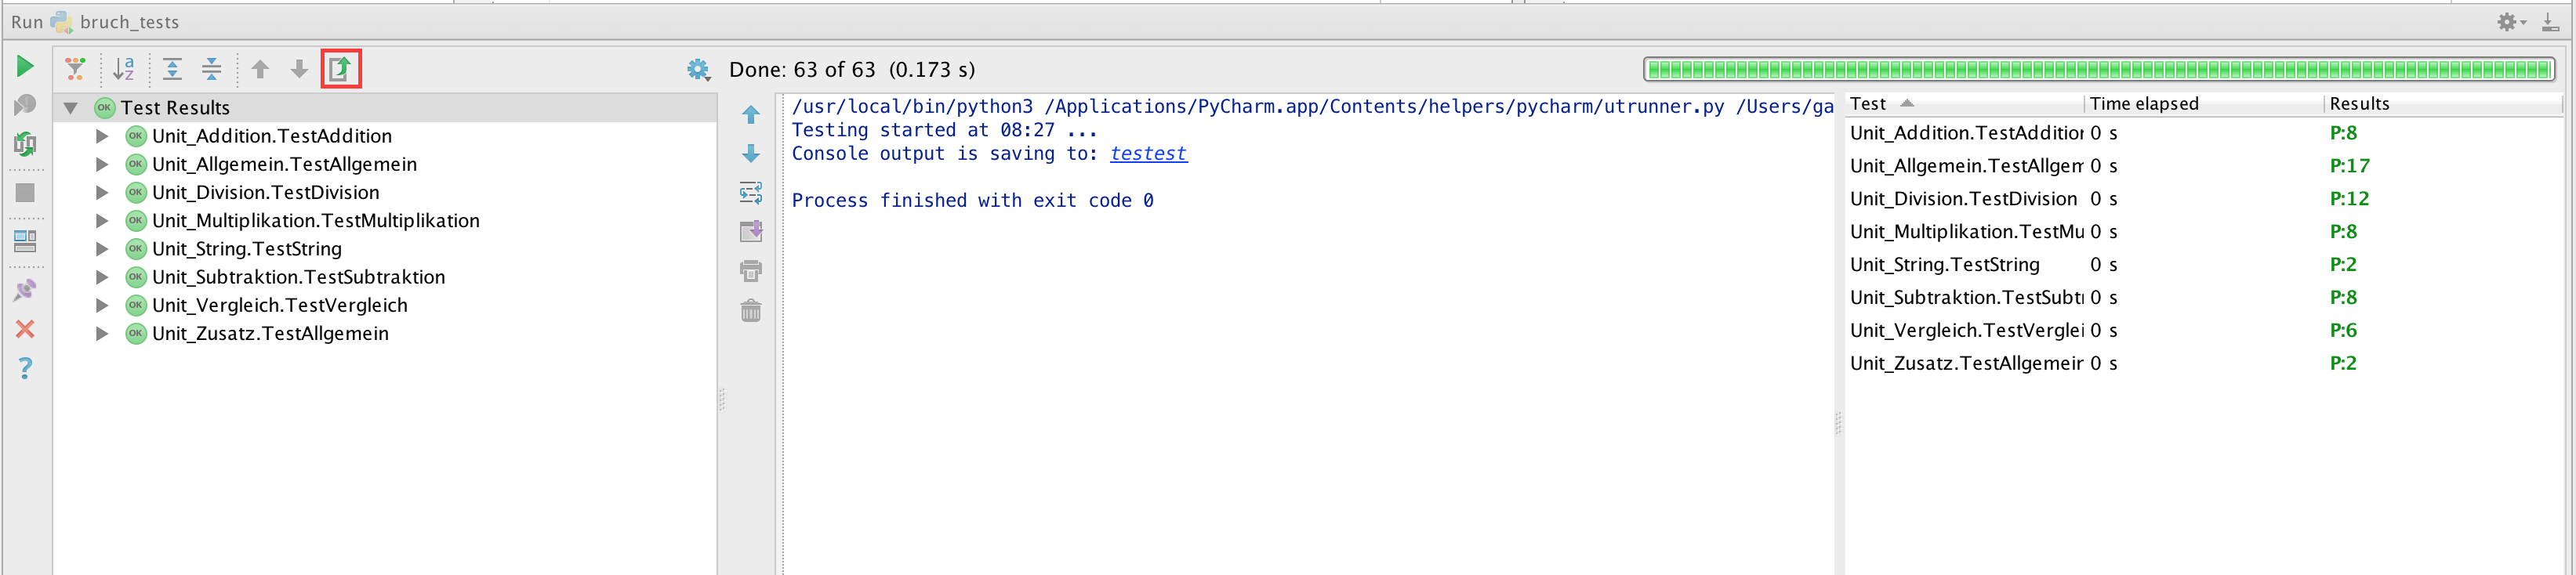 Run bruch_tests
Done: 63 of 63 (0.173 s)
Test Results
Unit_Addition.TestAddition
Unit_Allgemein.TestAllgemein
Unit_Division.TestDivision
Unit_Multiplikation.TestMultiplikation
Unit_String.TestString
Unit_Subtraktion.TestSubtraktion
Unit_Vergleich.TestVergleich
Unit_Zusatz.TestAllgemein
/usr/local/bin/python3 /Applications/PyCharm.app/Contents/helpers/pycharm/utrunner.py /Users/ga
Testing started at 08:27 ...
Console output is saving to: testest
Process finished with exit code 0
Test Time elapsed Results
Unit_Addition.TestAddition 0 s P:8
Unit_Allgemein.TestAllgem 0 s P:17
Unit_Division.TestDivision 0 s P:12
Unit_Multiplikation.TestMu 0 s P:8
Unit_String.TestString 0 s P:2
Unit_Subtraktion.TestSubt 0 s P:8
Unit_Vergleich.TestVerglei 0 s P:6
Unit_Zusatz.TestAllgemein 0 s P:2